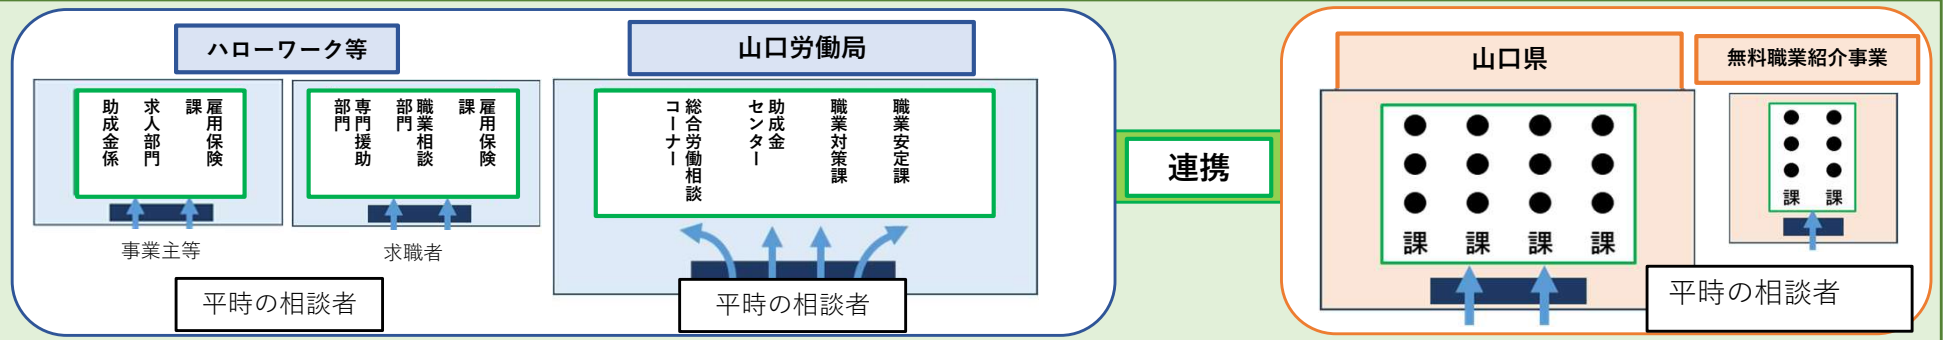 ハローワーク等
雇用保険課
求人部門
助成金係
事業主等
雇用保険課
職業相談部門
専門援助部門
求職者
平時の相談者
山口労働局
職業安定課
職業対策課
助成金センター
総合労働相談コーナー
平時の相談者
連携
山口県
●●●課
●●●課
●●●課
●●●課
無料職業紹介事業
●●●課
●●●課
平時の相談者